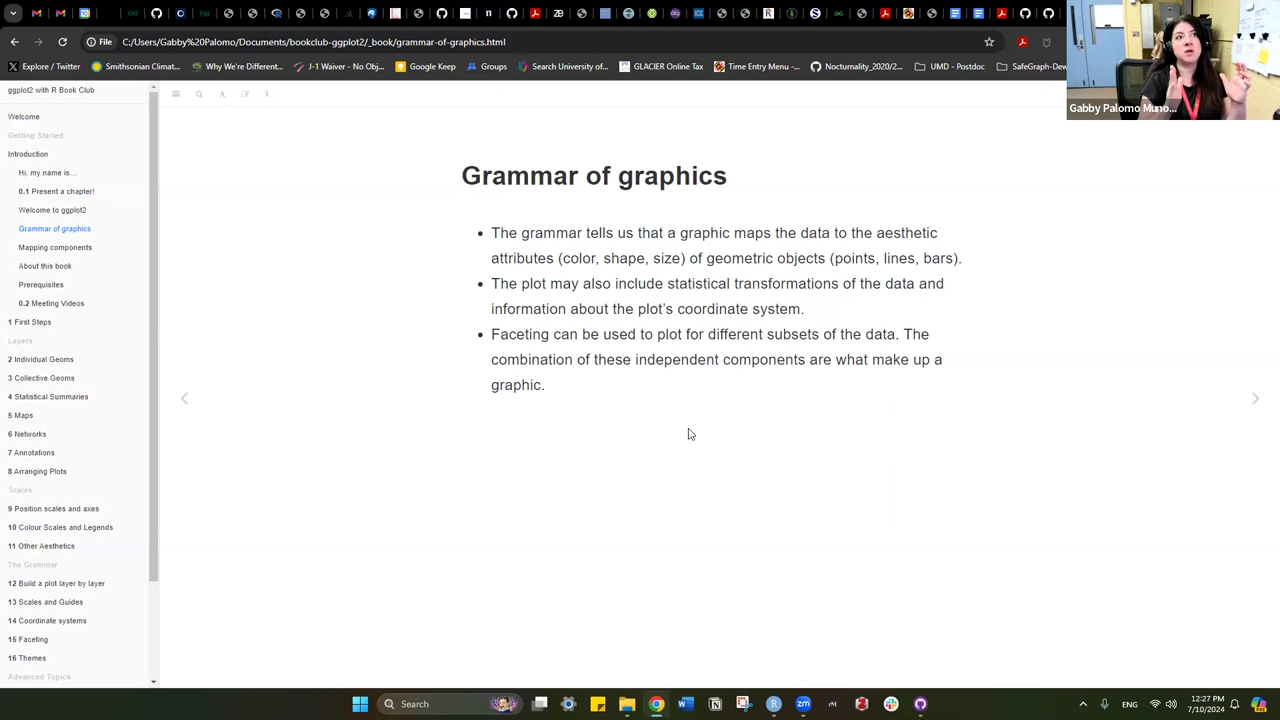 File C:/Users/Gabby%20Palomo/Documents/bookclub-ggplot2/_book/grammar-of-graphics.html
Explore / Twitter
Smithsonian Climat...
Why We're Different...
J-1 Waiver - No Obj...
Google Keep
Columbia Postdocs...
Search University of...
GLACIER Online Tax
Time Entry Menu -...
Nocturnality_2020/2...
UMD - Postdoc
SafeGraph-Dewe
Gabby Palomo Muno...
ggplot2 with R Book Club
Welcome
Getting Started
Introduction
Hi, my name is...
0.1 Present a chapter!
Welcome to ggplot2
Grammar of graphics
Mapping components
About this book
Prerequisites
0.2 Meeting Videos
1 First Steps
Layers
2 Individual Geoms
3 Collective Geoms
4 Statistical Summaries
5 Maps
6 Networks
7 Annotations
8 Arranging Plots
Scales
9 Position scales and axes
10 Colour Scales and Legends
11 Other Aesthetics
The Grammar
12 Build a plot layer by layer
13 Scales and Guides
14 Coordinate systems
15 Faceting
16 Themes
Advanced Topics
Grammar of graphics
• The grammar tells us that a graphic maps the data to the aesthetic
attributes (color, shape, size) of geometric objects (points, lines, bars).
• The plot may also include statistical transformations of the data and
information about the plot's coordinate system.
• Faceting can be used to plot for different subsets of the data. The
combination of these independent components are what make up a
graphic.
Search
ENG
12:27 PM
7/10/2024